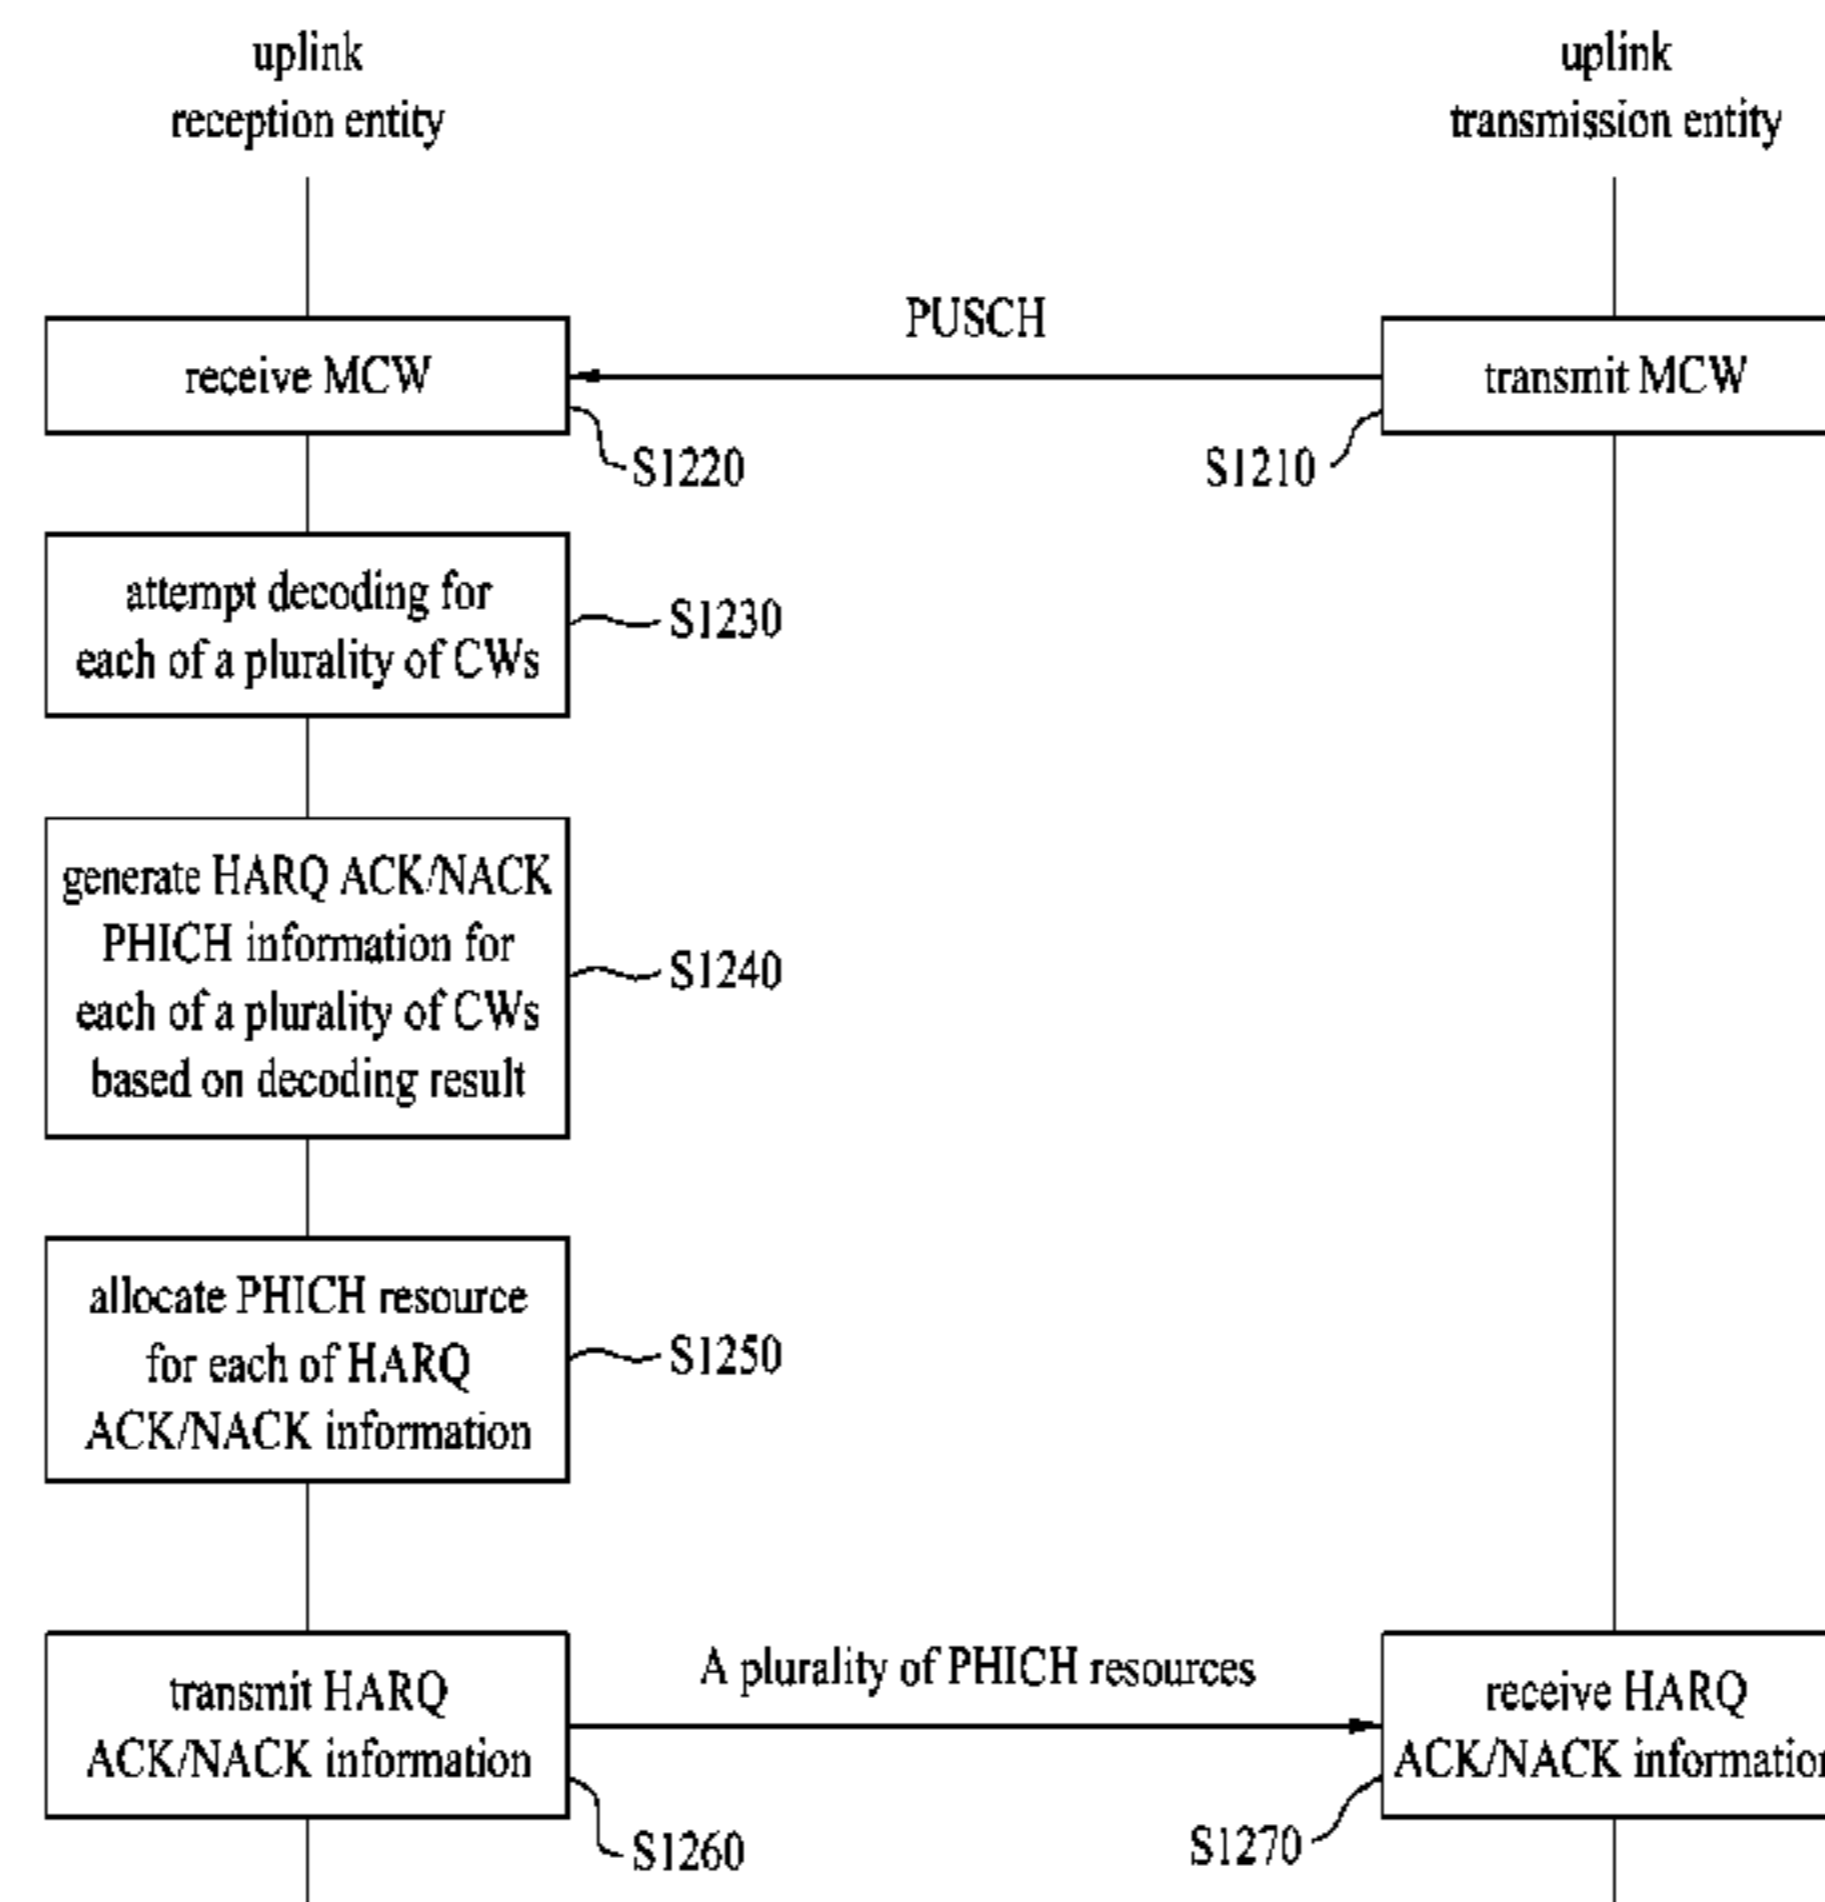 uplink
reception entity
uplink
transmission entity
PUSCH
receive MCW
transmit MCW
S1220
S1210
attempt decoding for
each of a plurality of CWs
S1230
generate HARQ ACK/NACK
PHICH information for
each of a plurality of CWs
based on decoding result
S1240
allocate PHICH resource
for each of HARQ
ACK/NACK information
S1250
transmit HARQ
ACK/NACK information
A plurality of PHICH resources
receive HARQ
ACK/NACK information
S1260
S1270